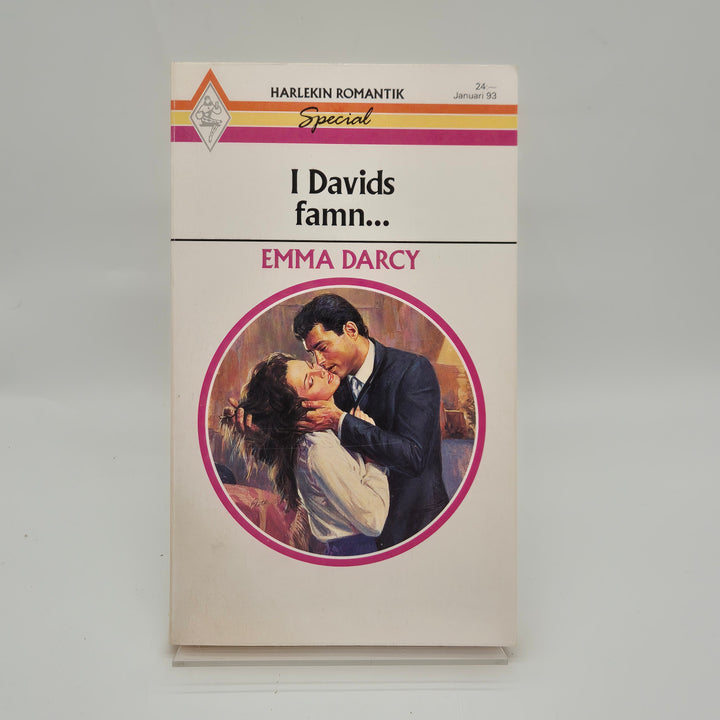 HARLEKIN ROMANTIK
24:—
Januari 93
Special
I Davids
famn...
EMMA DARCY